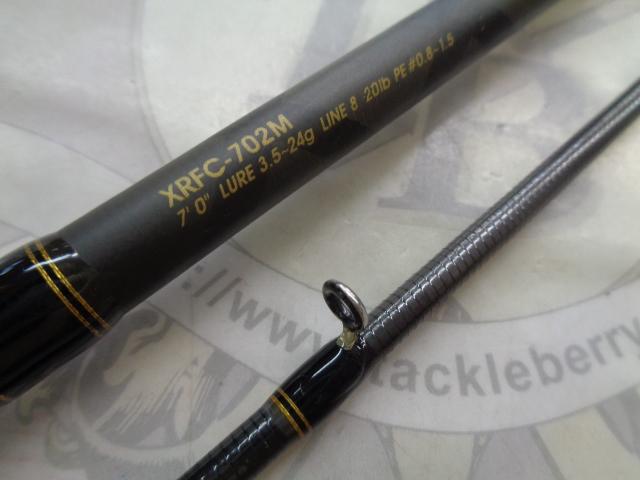 XRFC-702M
7' 0" LURE 3.5~24g LINE 8-20lb PE #0.8-1.5
://www.tackleberry